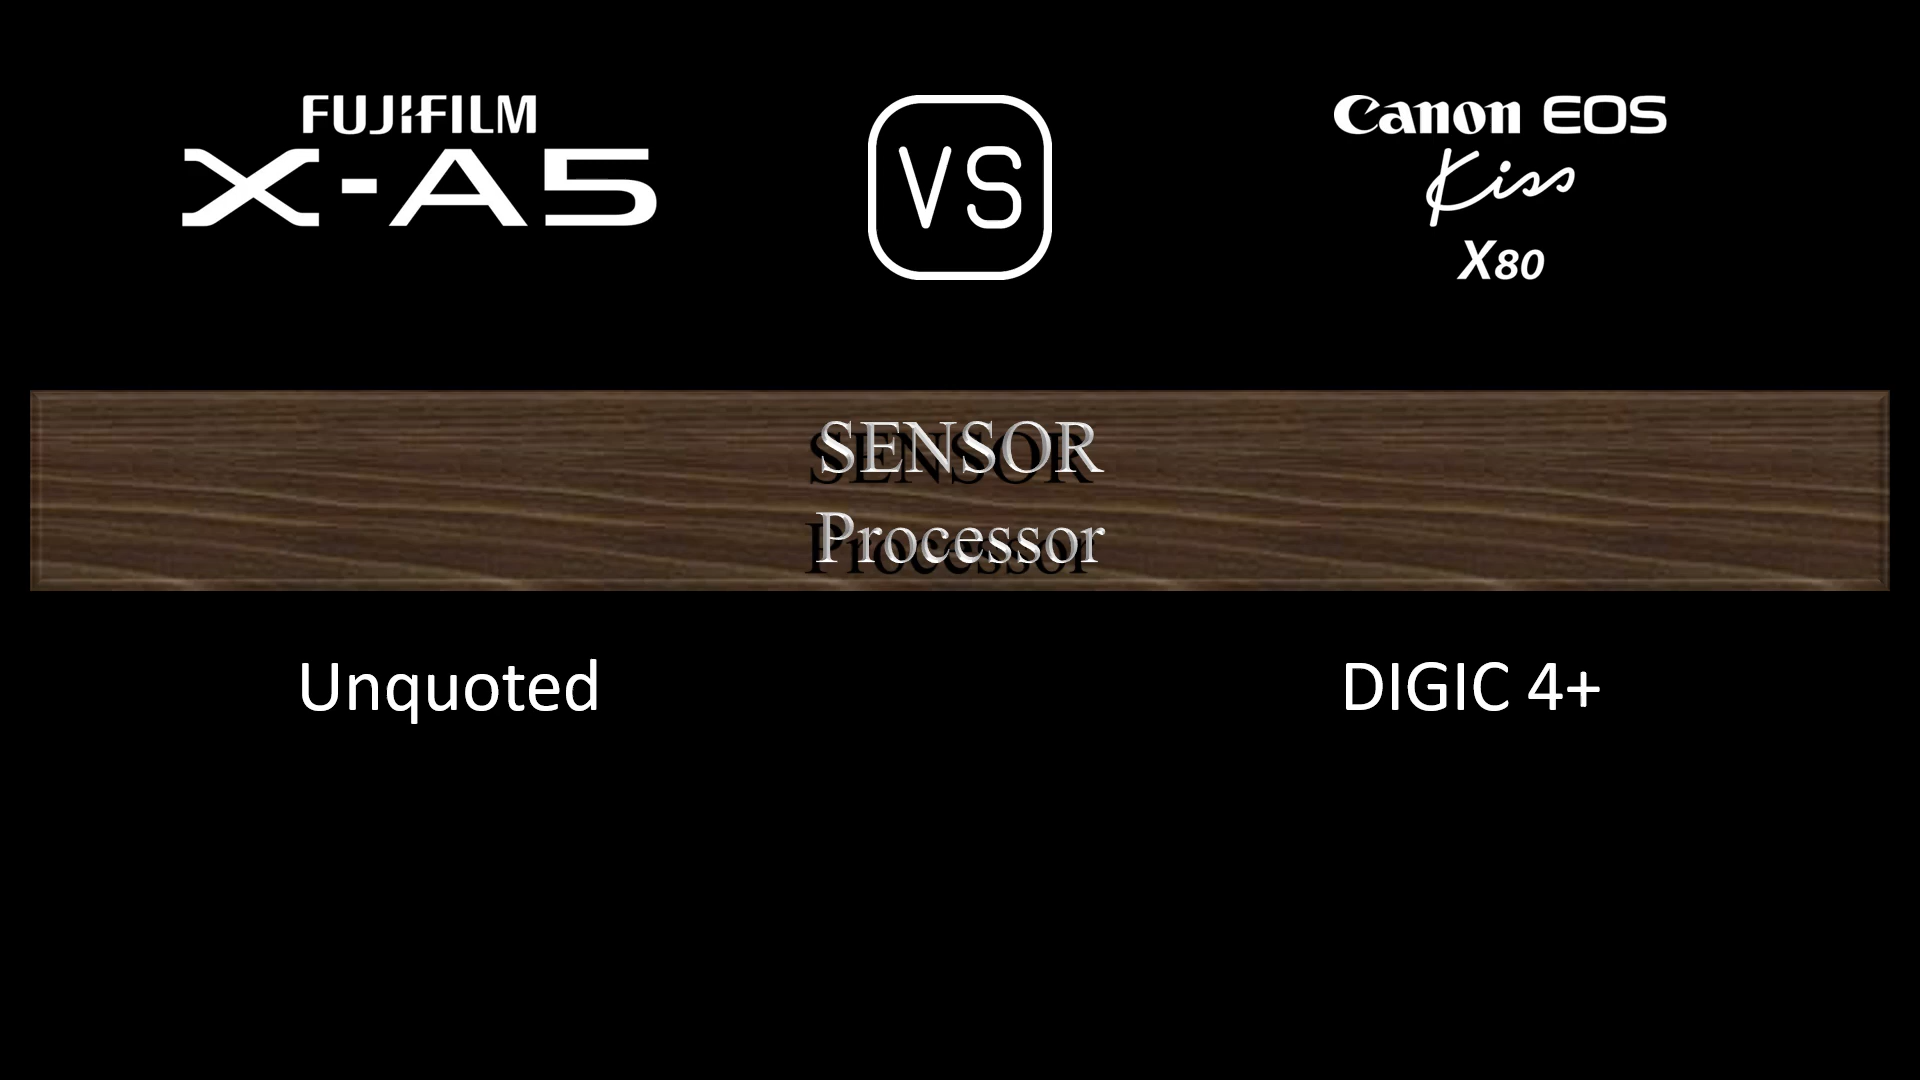 FUJIFILM
X-A5
VS
Canon EOS
Kiss
X80
SENSOR
Processor
Unquoted
DIGIC 4+